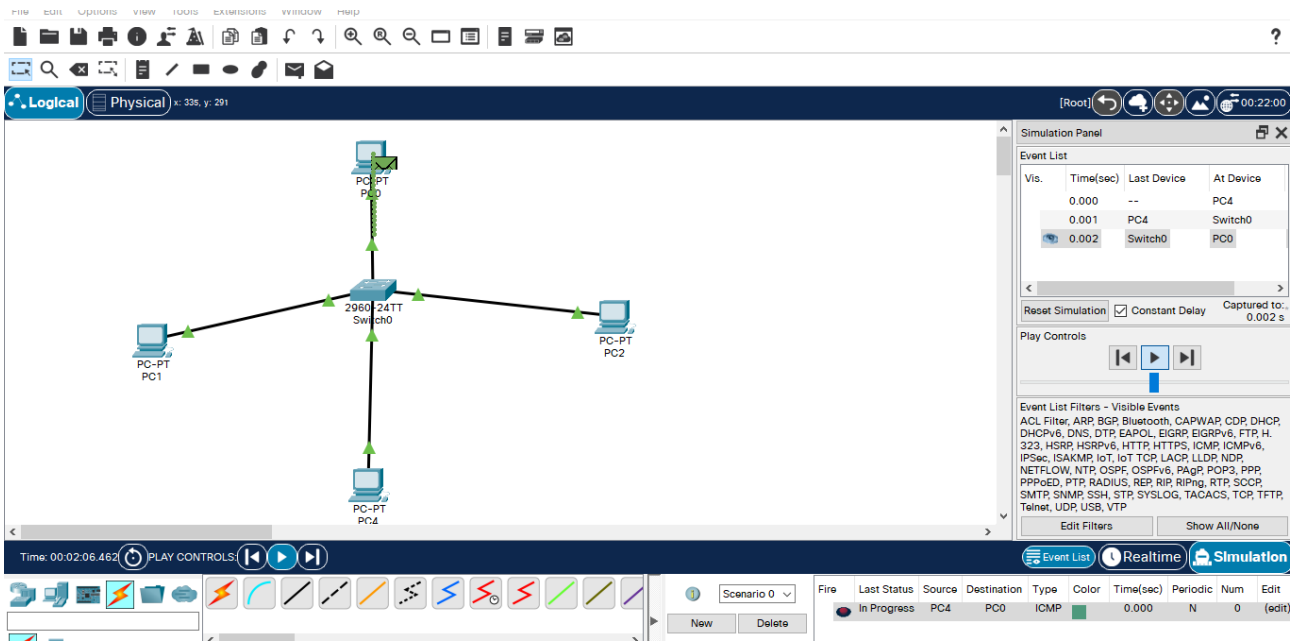 File Edit Options View Tools Extensions Window Help
?
Logical Physical x: 335, y: 291 [Root] 00:22:00
PC-PT
PC0
2960-24TT
Switch0
PC-PT
PC1
PC-PT
PC2
PC-PT
PC4
Simulation Panel
Event List
Vis. Time(sec) Last Device At Device
0.000 -- PC4
0.001 PC4 Switch0
0.002 Switch0 PC0
Reset Simulation Constant Delay Captured to:
0.002 s
Play Controls
Event List Filters - Visible Events
ACL Filter, ARP, BGP, Bluetooth, CAPWAP, CDP, DHCP,
DHCPv6, DNS, DTP, EAPOL, EIGRP, EIGRPv6, FTP, H.
323, HSRP, HSRPv6, HTTP, HTTPS, ICMP, ICMPv6,
IPSec, ISAKMP, IoT, IoT TCP, LACP, LLDP, NDP,
NETFLOW, NTP, OSPF, OSPFv6, PAgP, POP3, PPP,
PPPoED, PTP, RADIUS, REP, RIP, RIPng, RTP, SCCP,
SMTP, SNMP, SSH, STP, SYSLOG, TACACS, TCP, TFTP,
Telnet, UDP, USB, VTP
Edit Filters Show All/None
Time: 00:02:06.462 PLAY CONTROLS: Event List Realtime Simulation
Scenario 0
New Delete
Fire Last Status Source Destination Type Color Time(sec) Periodic Num Edit
In Progress PC4 PC0 ICMP 0.000 N 0 (edit)